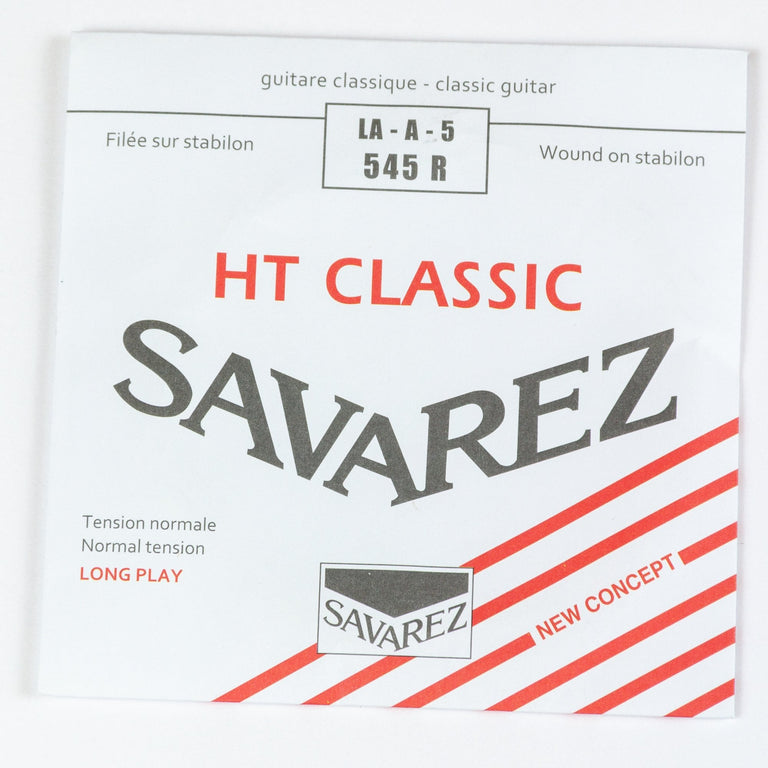 guitare classique - classic guitar
LA - A - 5
545 R
Filée sur stabilon
Wound on stabilon
HT CLASSIC
SAVAREZ
Tension normale
Normal tension
LONG PLAY
NEW CONCEPT
SAVAREZ